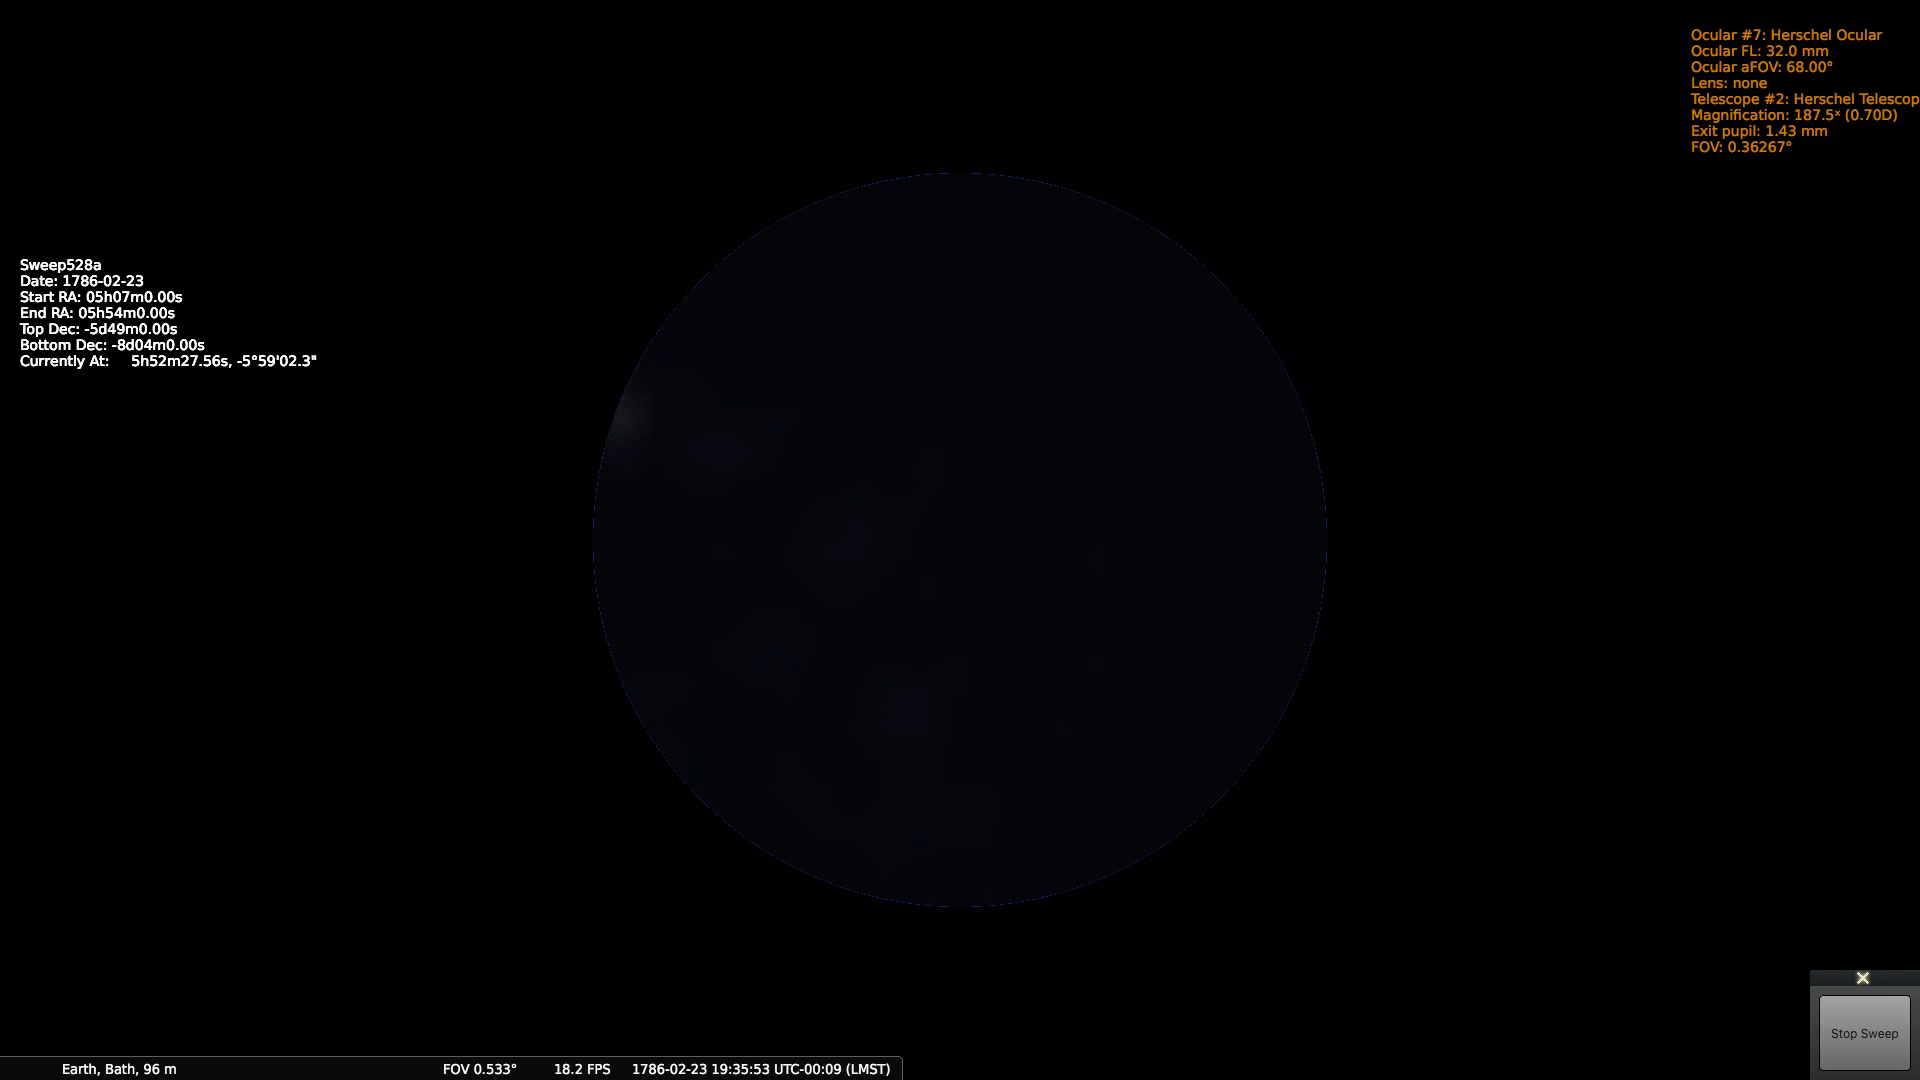 Ocular #7: Herschel Ocular
Ocular FL: 32.0 mm
Ocular aFOV: 68.00°
Lens: none
Telescope #2: Herschel Telescop
Magnification: 187.5ˣ (0.70D)
Exit pupil: 1.43 mm
FOV: 0.36267°
Sweep528a
Date: 1786-02-23
Start RA: 05h07m0.00s
End RA: 05h54m0.00s
Top Dec: -5d49m0.00s
Bottom Dec: -8d04m0.00s
Currently At: 5h52m27.56s, -5°59'02.3"
Stop Sweep
Earth, Bath, 96 m FOV 0.533° 18.2 FPS 1786-02-23 19:35:53 UTC-00:09 (LMST)